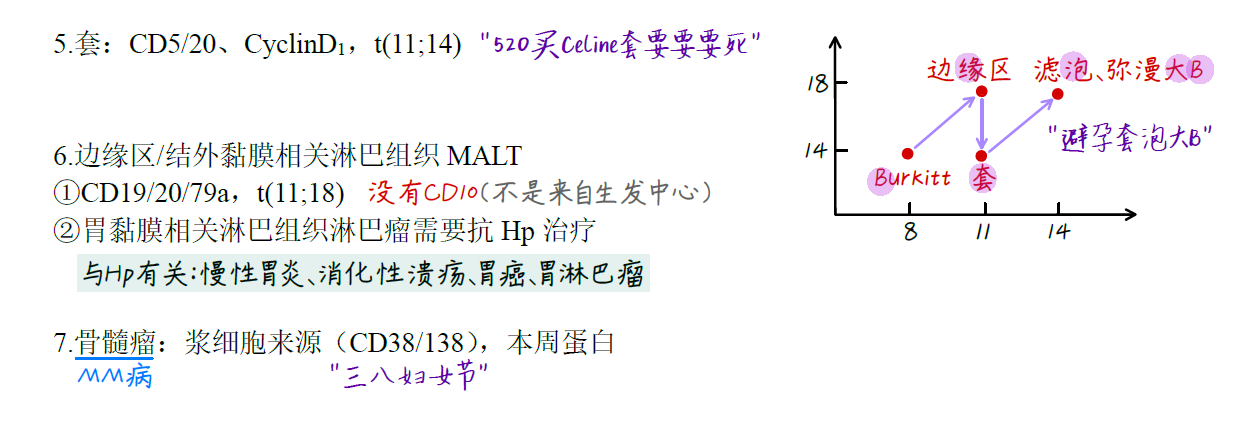 5.套：CD5/20、CyclinD₁，t(11;14) "520买Celine套要要要死"
6.边缘区/结外黏膜相关淋巴组织 MALT
①CD19/20/79a，t(11;18) 没有CD10(不是来自生发中心)
②胃黏膜相关淋巴组织淋巴瘤需要抗 Hp 治疗
与Hp有关:慢性胃炎、消化性溃疡、胃癌、胃淋巴瘤
7.骨髓瘤：浆细胞来源（CD38/138），本周蛋白
MM病 "三八妇女节"
边缘区 滤泡、弥漫大B
18
"避孕套泡大B"
14
Burkitt 套
8 11 14